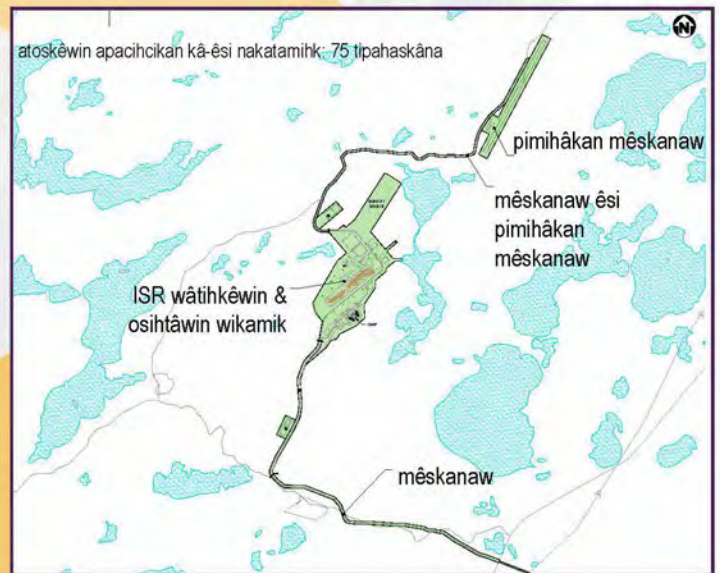 atoskêwin apacihcikan kâ-êsi nakatamihk: 75 tipahaskâna
N
pimihâkan mêskanaw
mêskanaw êsi
pimihâkan
mêskanaw
ISR wâtihkêwin &
osihtâwin wikamik
mêskanaw